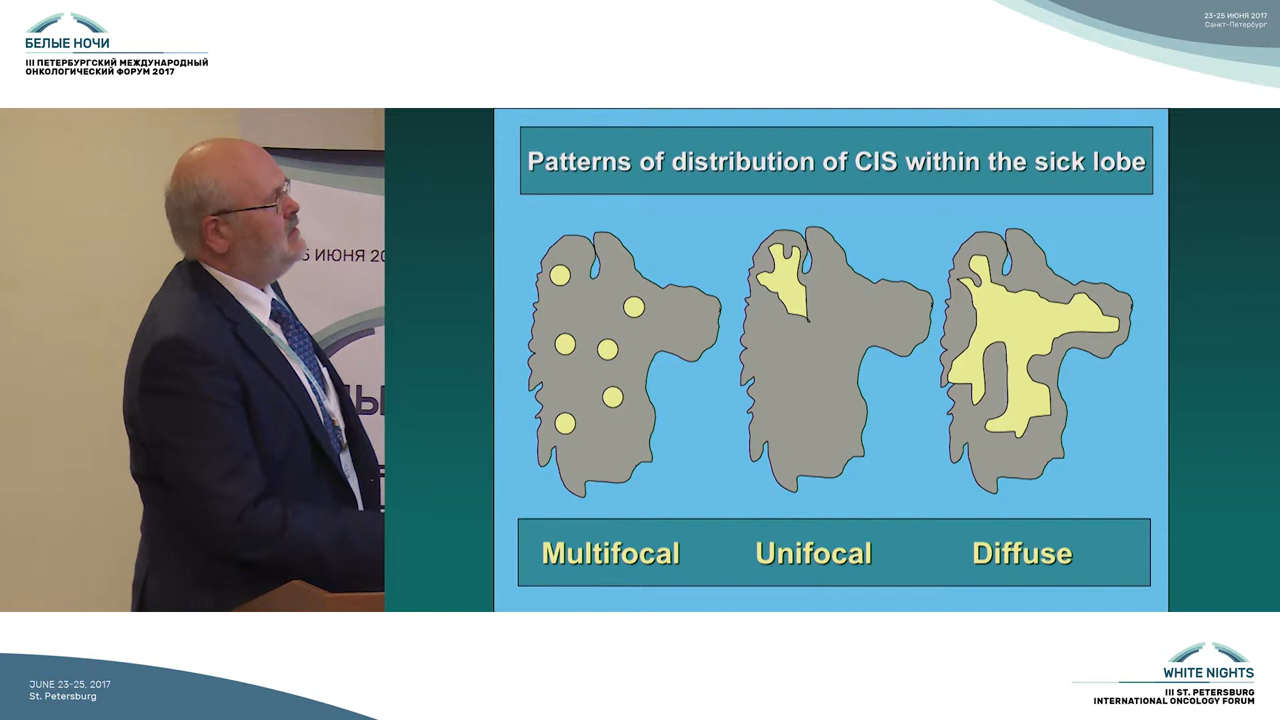 БЕЛЫЕ НОЧИ
III ПЕТЕРБУРГСКИЙ МЕЖДУНАРОДНЫЙ
ОНКОЛОГИЧЕСКИЙ ФОРУМ 2017
23-25 ИЮНЯ 2017
Санкт-Петербург
Patterns of distribution of CIS within the sick lobe
ИЮНЯ
Multifocal Unifocal Diffuse
JUNE 23-25, 2017
St. Petersburg
WHITE NIGHTS
III ST. PETERSBURG
INTERNATIONAL ONCOLOGY FORUM